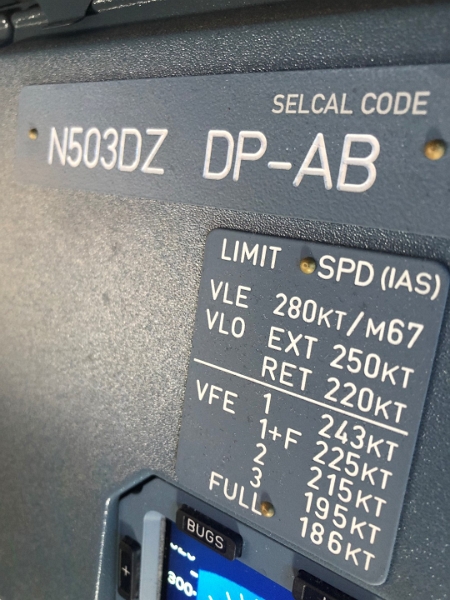 SELCAL CODE
N503DZ DP-AB
LIMIT SPD (IAS)
VLE 280KT/M67
VLO EXT 250KT
RET 220KT
VFE 1 243KT
1+F 225KT
2 215KT
3 195KT
FULL 186KT
BUGS
+
300